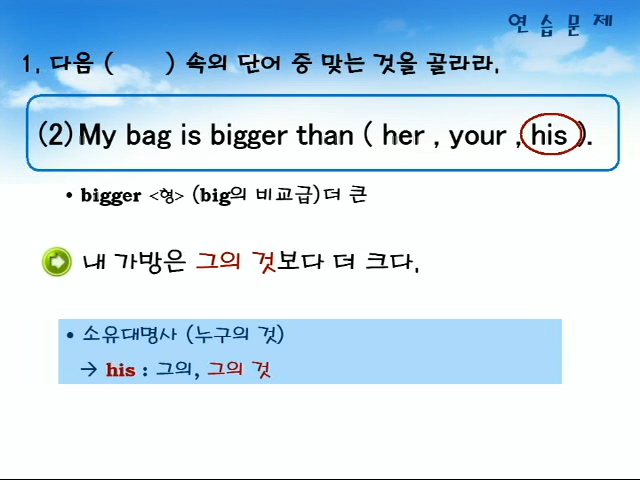 연 습 문 제
1. 다음 (     ) 속의 단어 중 맞는 것을 골라라.
(2) My bag is bigger than ( her , your , his ).
• bigger <형> (big의 비교급)더 큰
내 가방은 그의 것보다 더 크다.
• 소유대명사 (누구의 것)
→ his : 그의, 그의 것